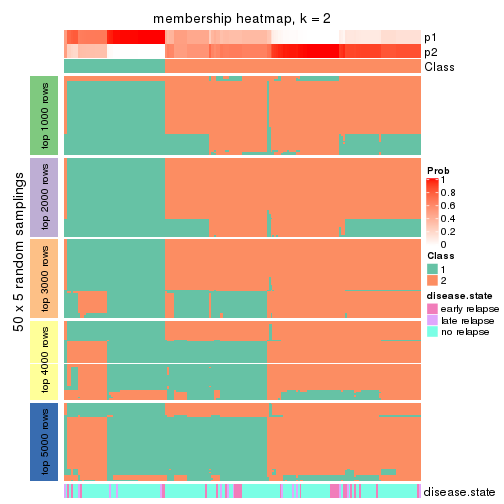 membership heatmap, k = 2
p1
p2
Class
50 x 5 random samplings
top 1000 rows
top 2000 rows
top 3000 rows
top 4000 rows
top 5000 rows
Prob
1
0.8
0.6
0.4
0.2
0
Class
1
2
disease.state
early relapse
late relapse
no relapse
disease.state